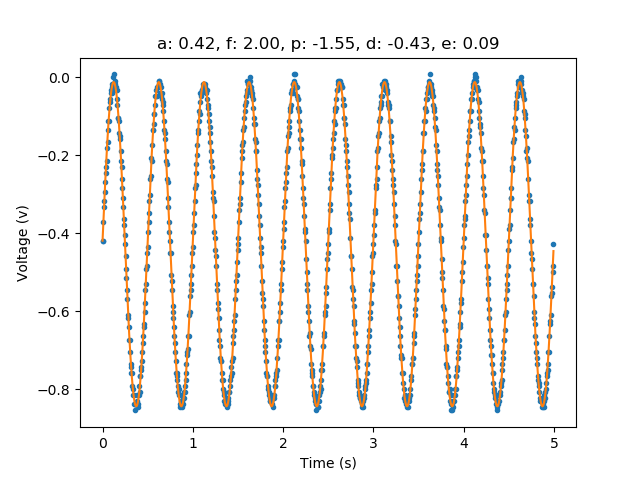 a: 0.42, f: 2.00, p: -1.55, d: -0.43, e: 0.09
0.0
−0.2
−0.4
−0.6
−0.8
Voltage (v)
0 1 2 3 4 5
Time (s)